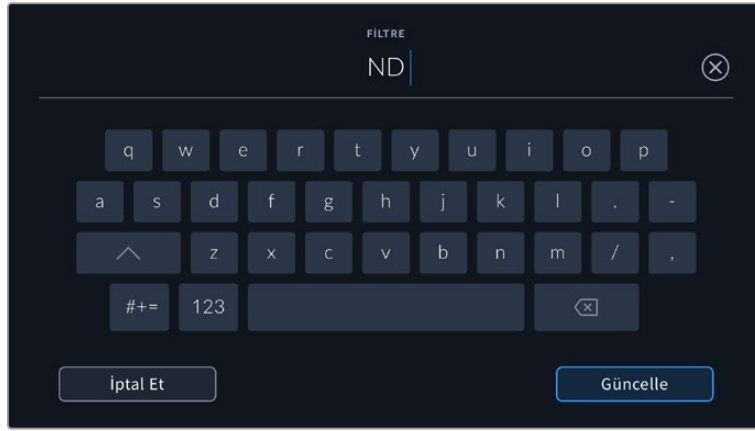 FİLTRE
ND
q w e r t y u i o p
a s d f g h j k l . -
z x c v b n m / ,
#+= 123
İptal Et Güncelle